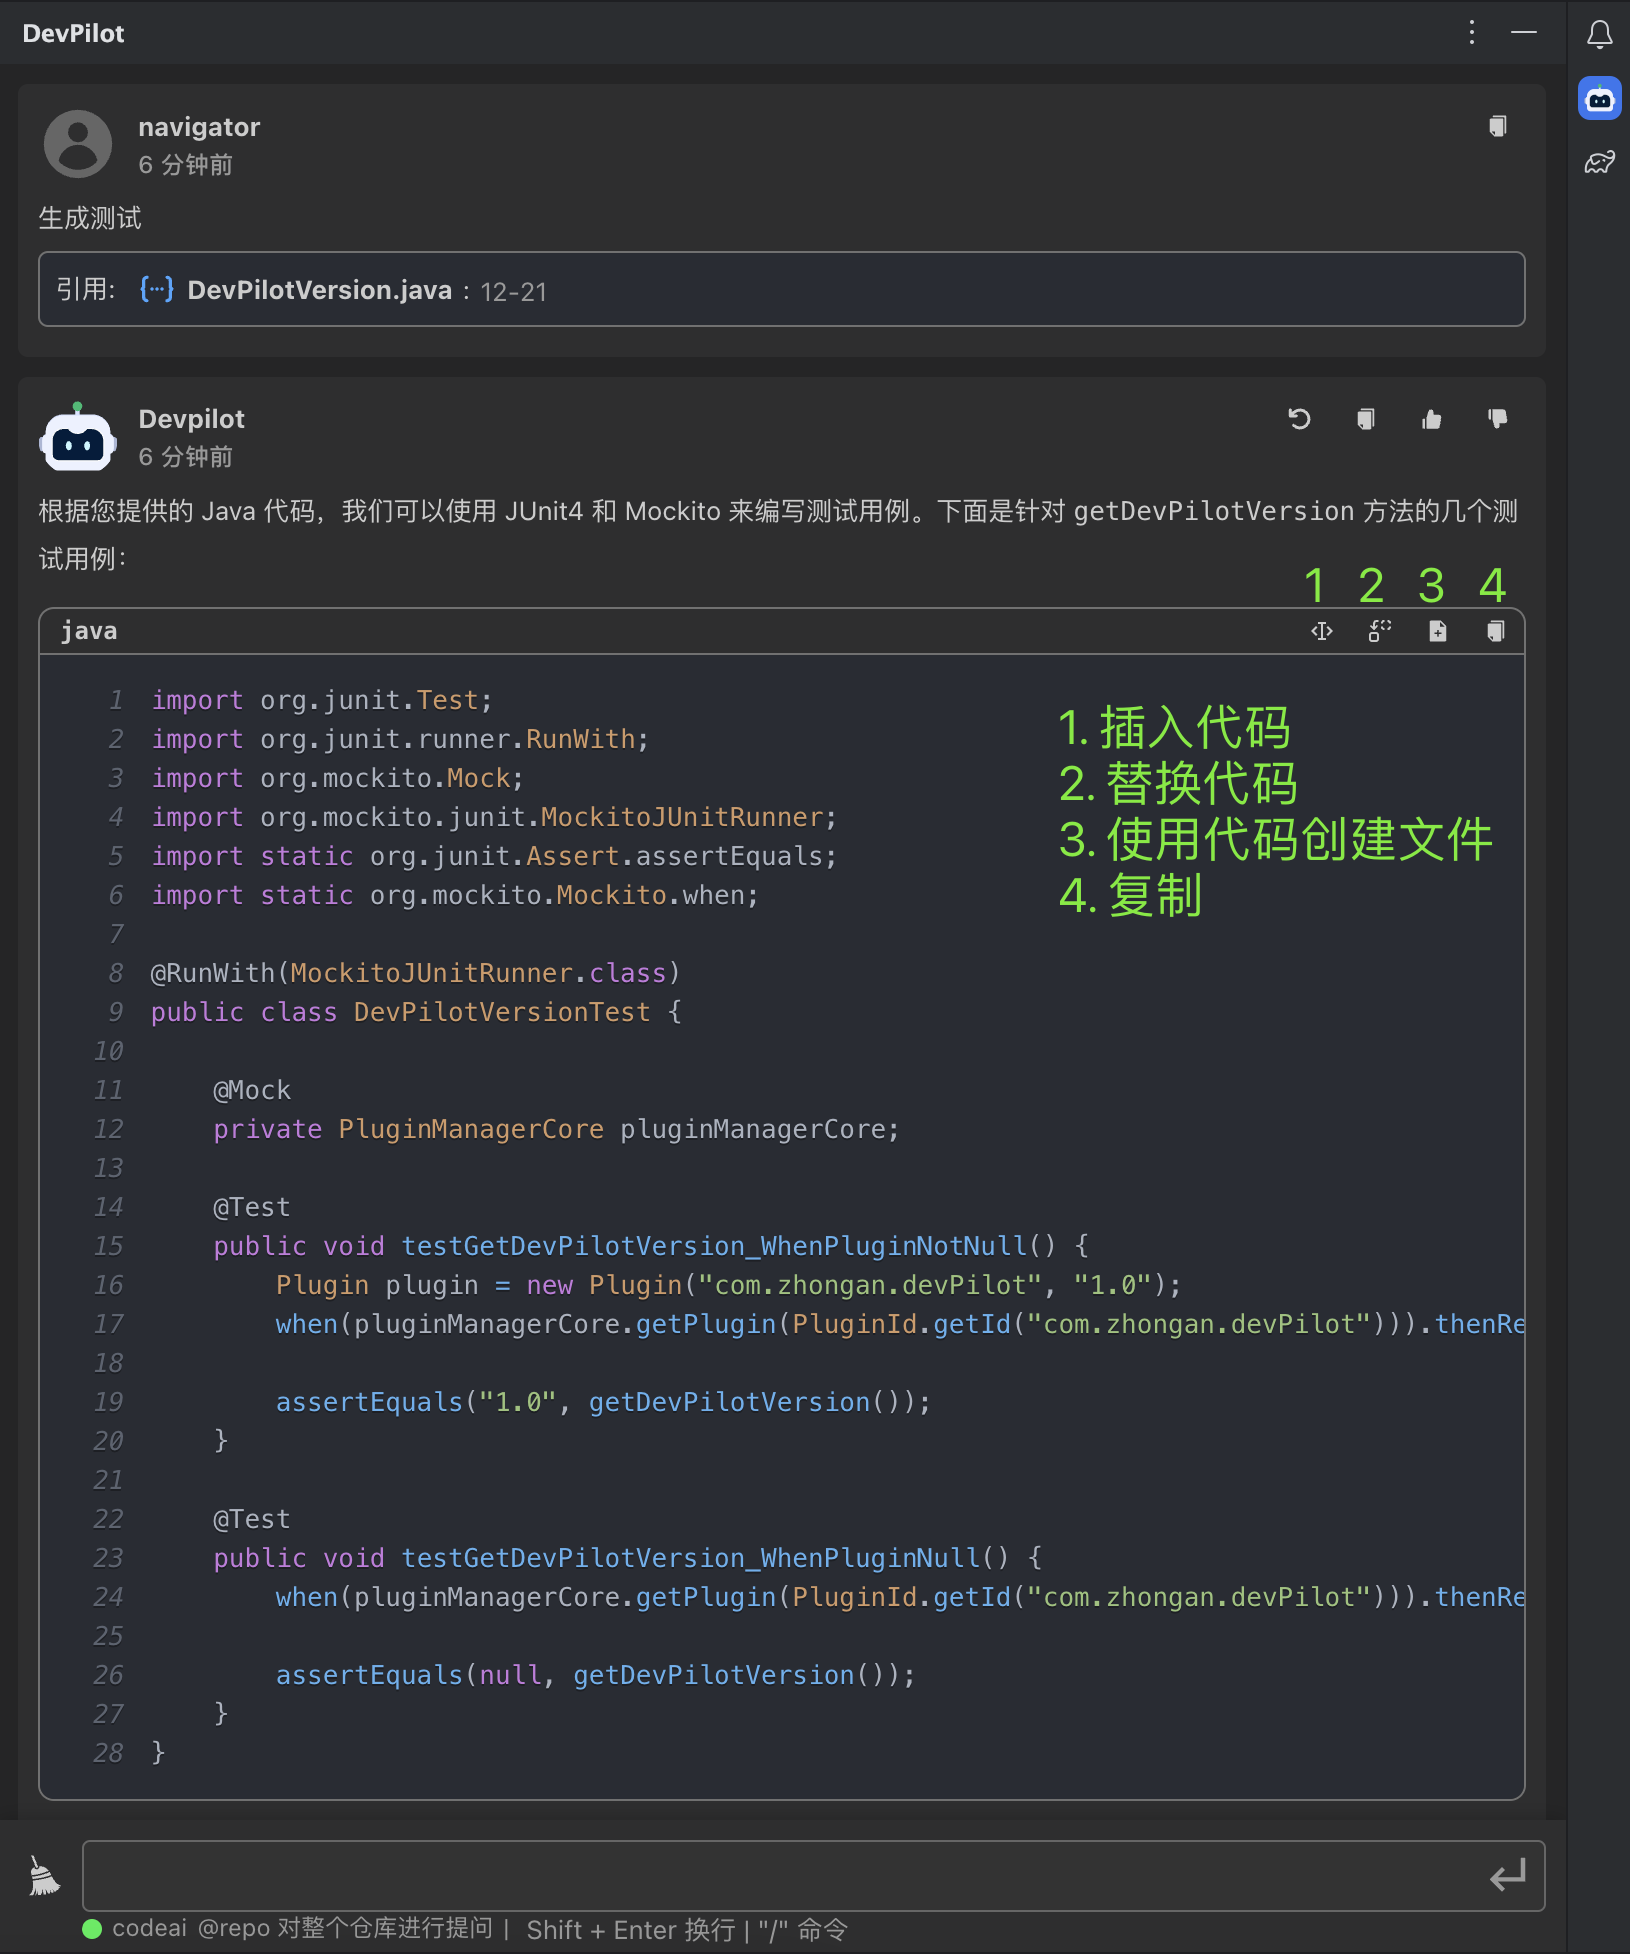 DevPilot
navigator
6 分钟前
生成测试
引用: DevPilotVersion.java : 12-21
Devpilot
6 分钟前
根据您提供的 Java 代码，我们可以使用 JUnit4 和 Mockito 来编写测试用例。下面是针对 getDevPilotVersion 方法的几个测
试用例：
1 2 3 4
java
1 import org.junit.Test;
2 import org.junit.runner.RunWith;
3 import org.mockito.Mock;
4 import org.mockito.junit.MockitoJUnitRunner;
5 import static org.junit.Assert.assertEquals;
6 import static org.mockito.Mockito.when;
7
8 @RunWith(MockitoJUnitRunner.class)
9 public class DevPilotVersionTest {
10
11     @Mock
12     private PluginManagerCore pluginManagerCore;
13
14     @Test
15     public void testGetDevPilotVersion_WhenPluginNotNull() {
16         Plugin plugin = new Plugin("com.zhongan.devPilot", "1.0");
17         when(pluginManagerCore.getPlugin(PluginId.getId("com.zhongan.devPilot"))).thenRe
18
19         assertEquals("1.0", getDevPilotVersion());
20     }
21
22     @Test
23     public void testGetDevPilotVersion_WhenPluginNull() {
24         when(pluginManagerCore.getPlugin(PluginId.getId("com.zhongan.devPilot"))).thenRe
25
26         assertEquals(null, getDevPilotVersion());
27     }
28 }
1. 插入代码
2. 替换代码
3. 使用代码创建文件
4. 复制
codeai @repo 对整个仓库进行提问 | Shift + Enter 换行 | "/" 命令